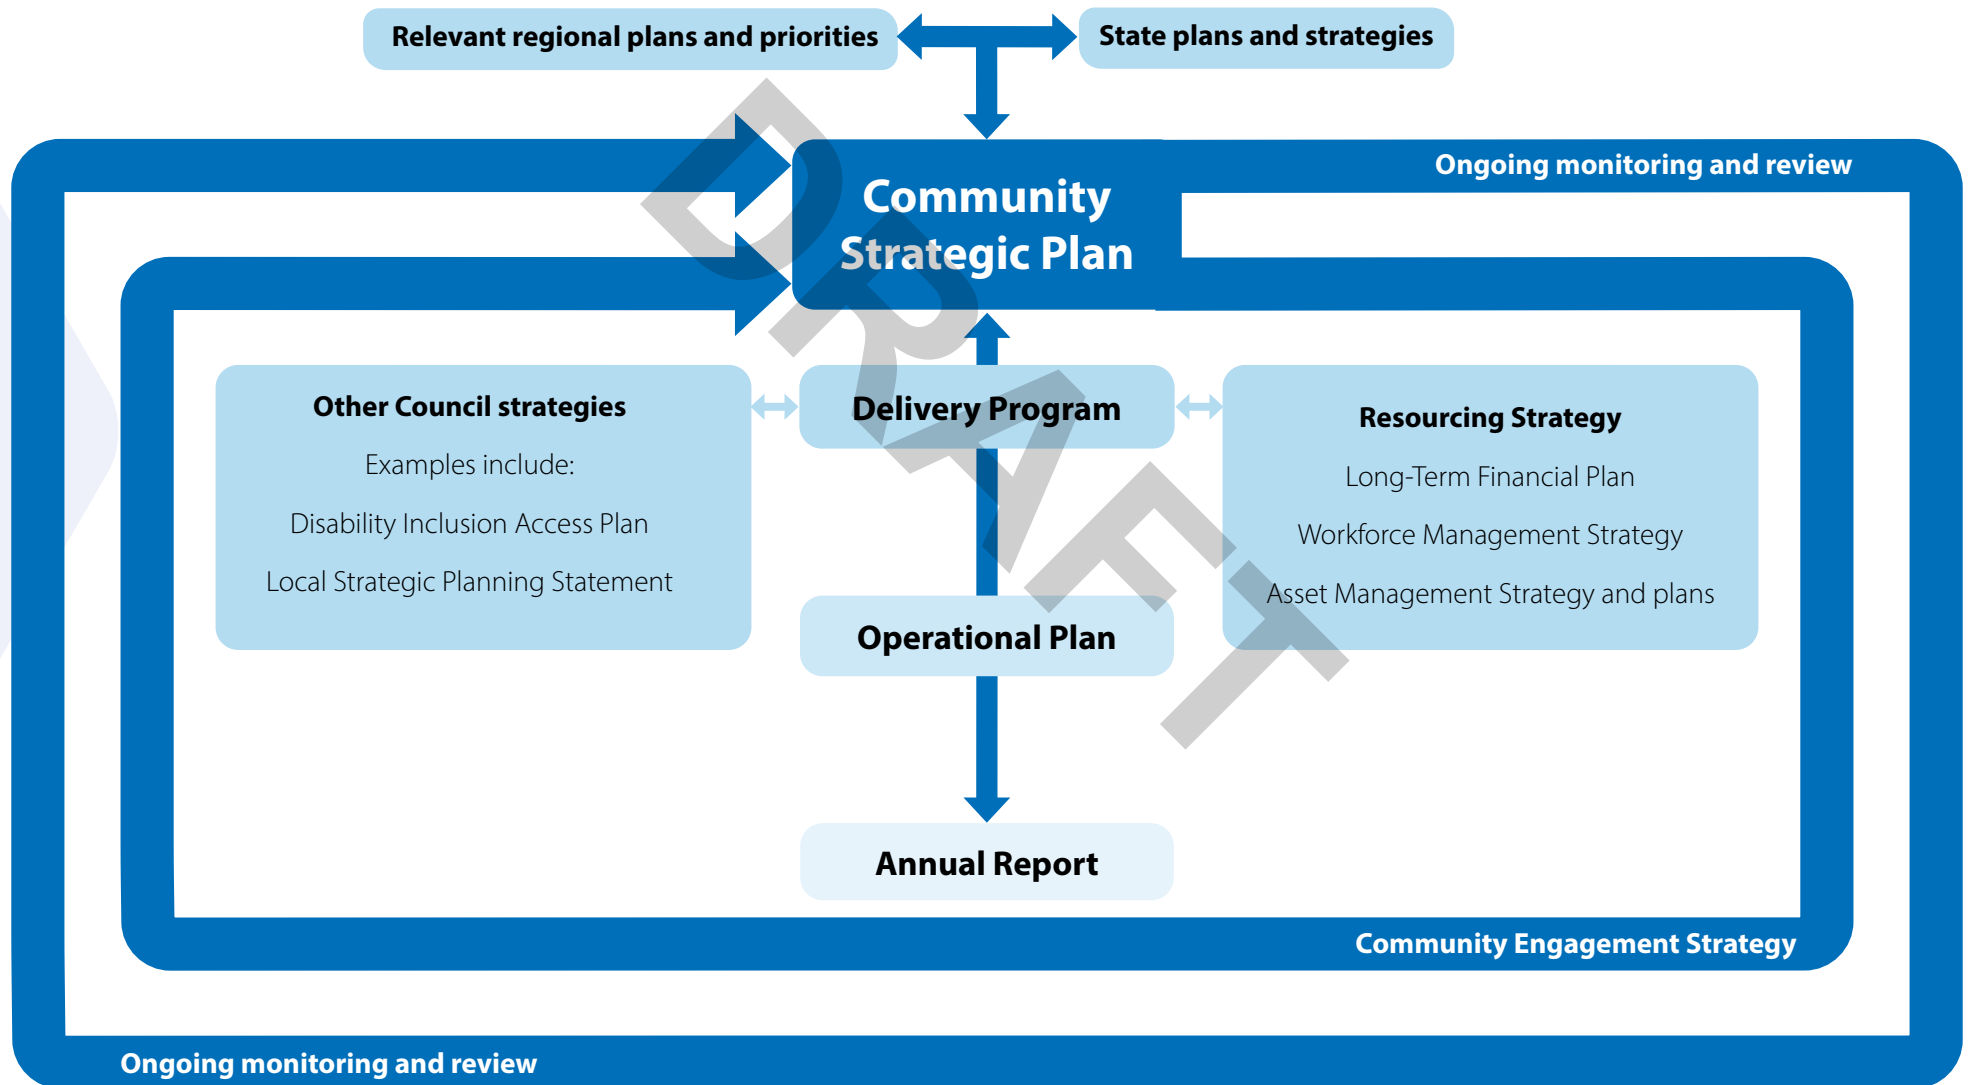 Relevant regional plans and priorities
State plans and strategies
Ongoing monitoring and review
Community
Strategic Plan
Other Council strategies
Examples include:
Disability Inclusion Access Plan
Local Strategic Planning Statement
Delivery Program
Resourcing Strategy
Long-Term Financial Plan
Workforce Management Strategy
Asset Management Strategy and plans
Operational Plan
Annual Report
Community Engagement Strategy
Ongoing monitoring and review
DRAFT